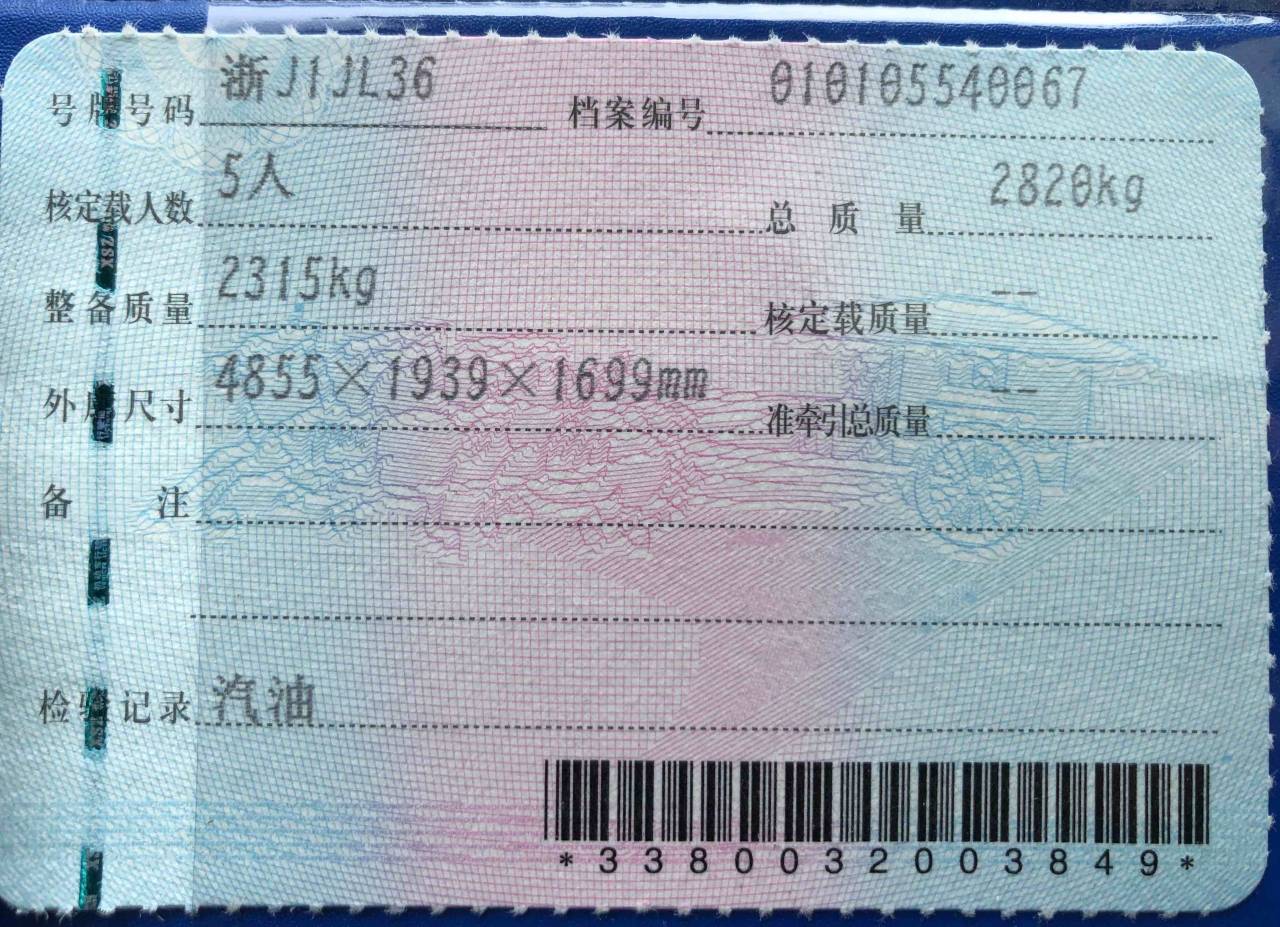 号牌号码 浙J1JL36 档案编号 010105540067
核定载人数 5人 总质量 2820kg
整备质量 2315kg 核定载质量 --
外廓尺寸 4855×1939×1699mm 准牵引总质量 --
备注
检验记录 汽油
*3380032003849*